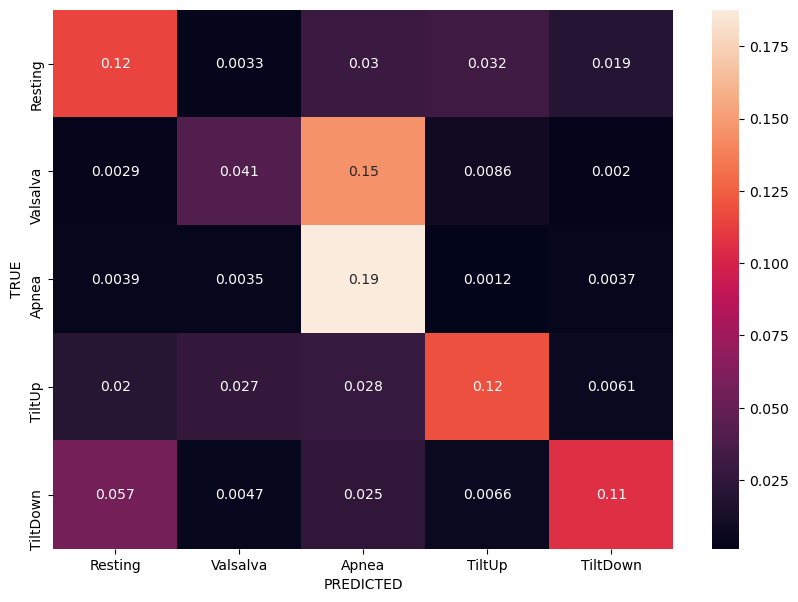 TRUE
Resting 0.12 0.0033 0.03 0.032 0.019
Valsalva 0.0029 0.041 0.15 0.0086 0.002
Apnea 0.0039 0.0035 0.19 0.0012 0.0037
TiltUp 0.02 0.027 0.028 0.12 0.0061
TiltDown 0.057 0.0047 0.025 0.0066 0.11
Resting Valsalva Apnea TiltUp TiltDown
PREDICTED
0.175
0.150
0.125
0.100
0.075
0.050
0.025